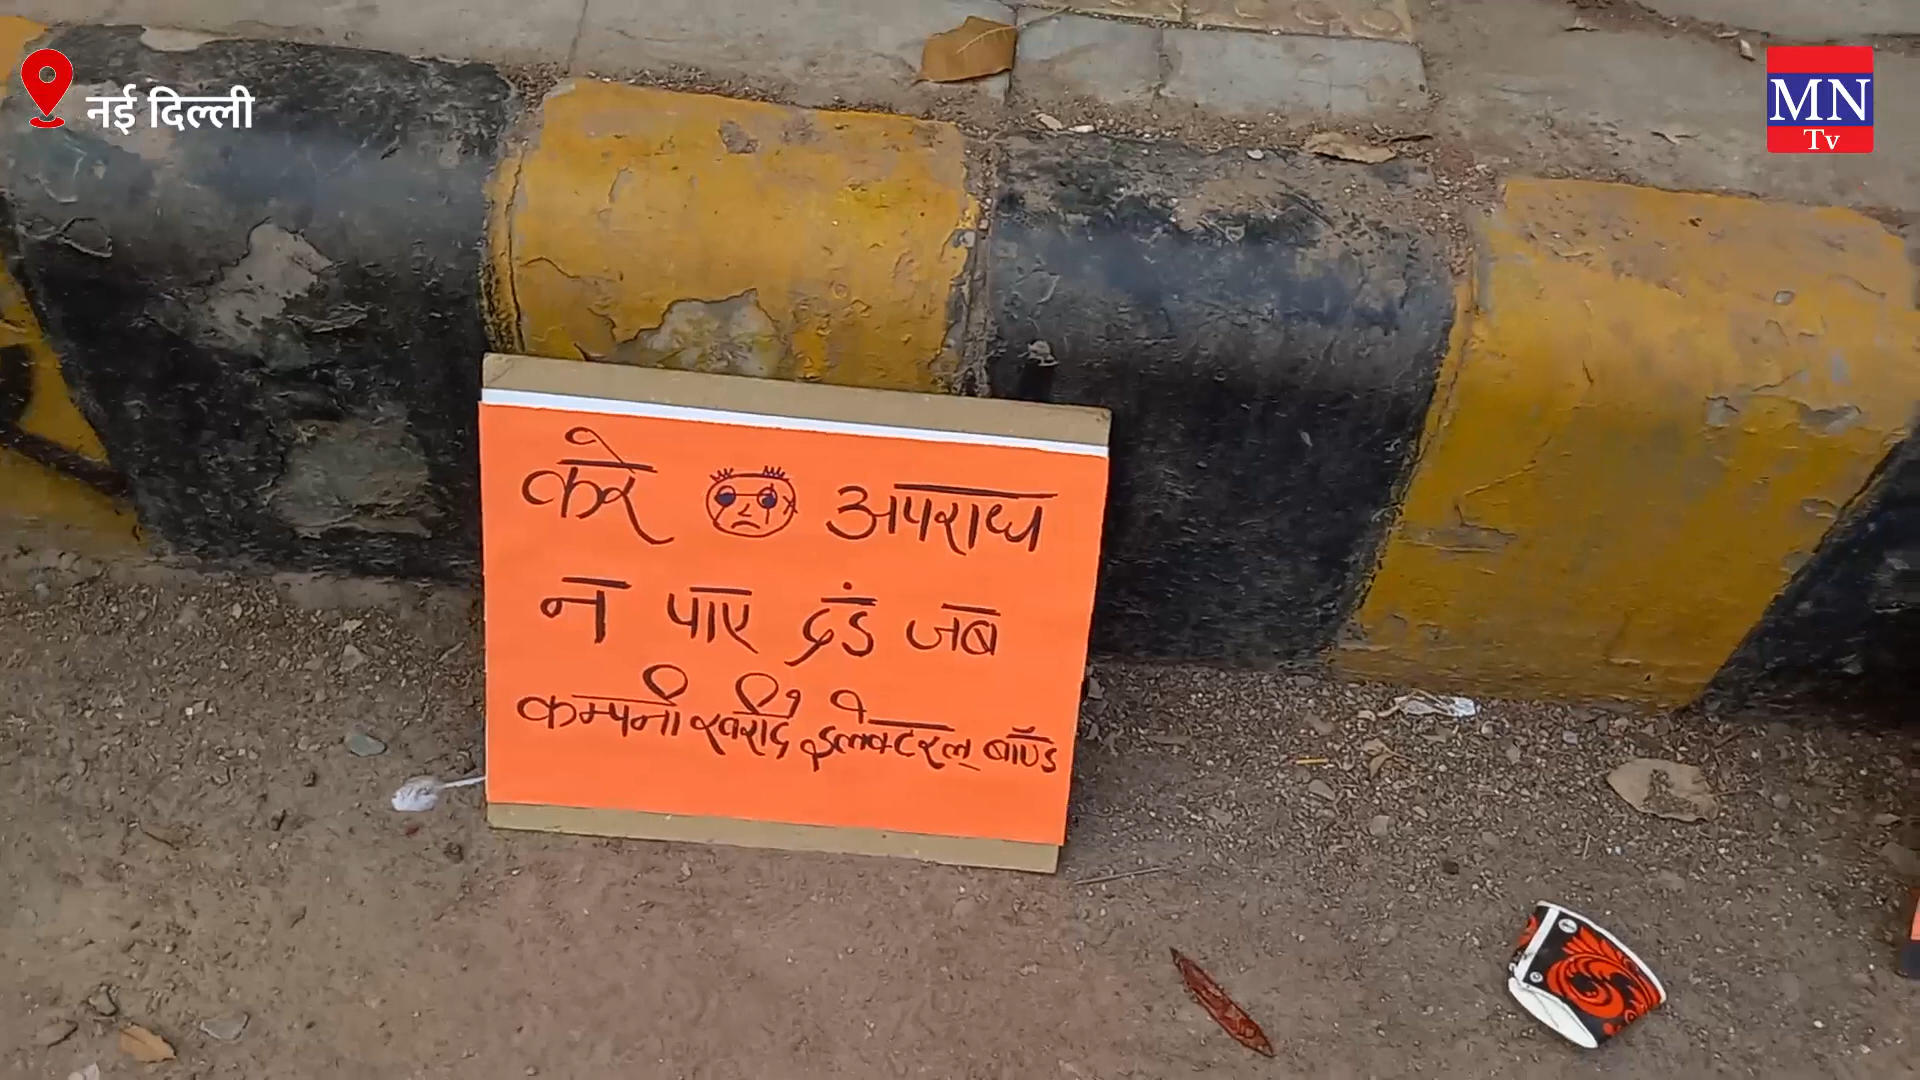 नई दिल्ली
MN
Tv
करे अपराध
न पाए दंड जब
कम्पनी खरीदे इलेक्टरल् बॉण्ड